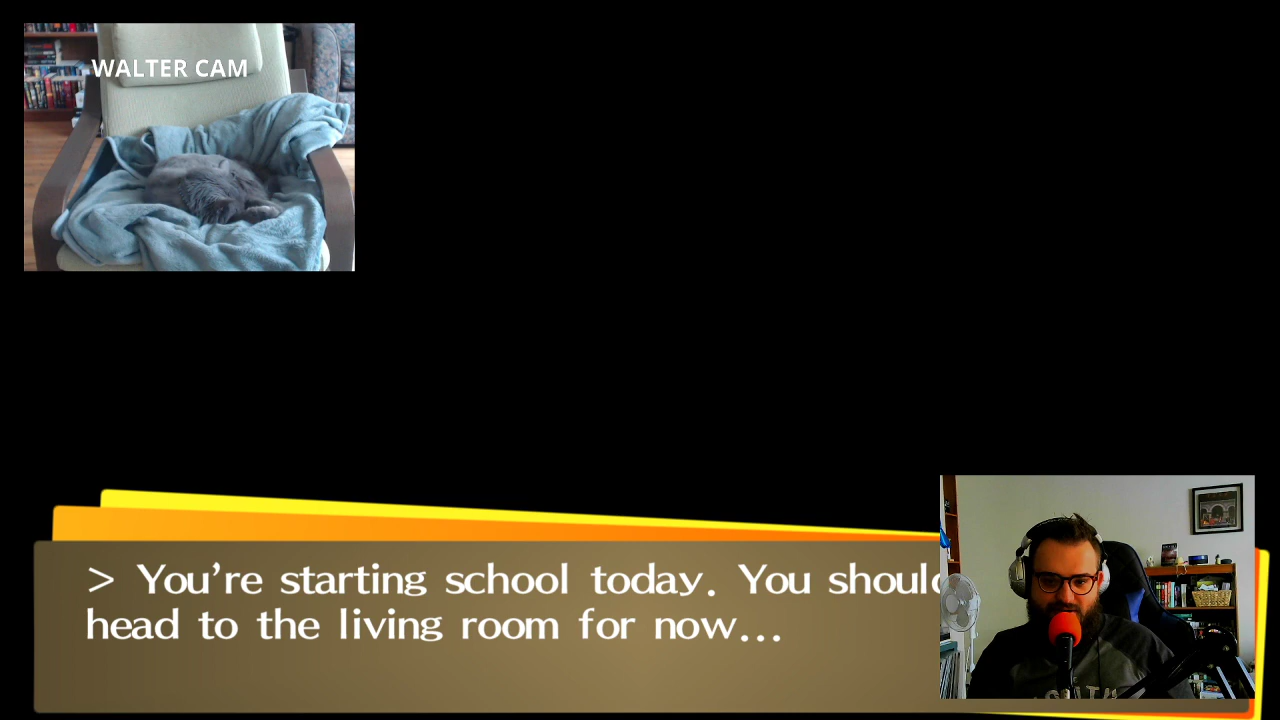 WALTER CAM
> You're starting school today. You should
head to the living room for now...